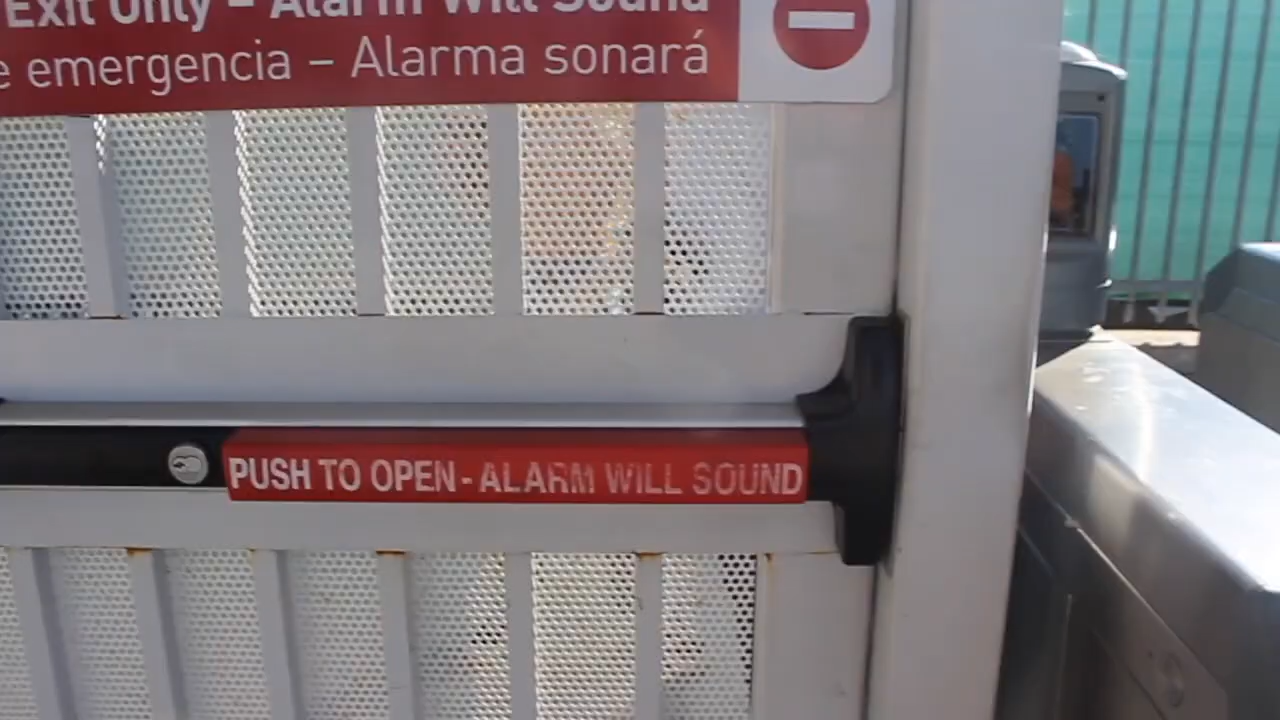 Exit Only – Alarm Will Sound
emergencia – Alarma sonará
PUSH TO OPEN - ALARM WILL SOUND